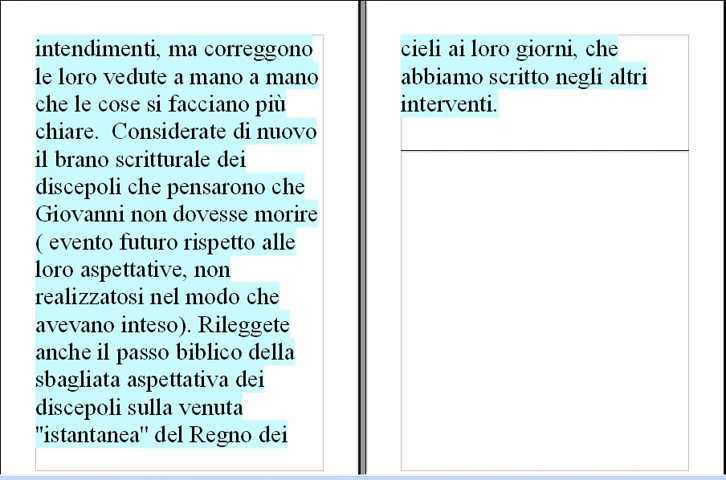 intendimenti, ma correggono
le loro vedute a mano a mano
che le cose si facciano più
chiare.  Considerate di nuovo
il brano scritturale dei
discepoli che pensarono che
Giovanni non dovesse morire
( evento futuro rispetto alle
loro aspettative, non
realizzatosi nel modo che
avevano inteso). Rileggete
anche il passo biblico della
sbagliata aspettativa dei
discepoli sulla venuta
"istantanea" del Regno dei
cieli ai loro giorni, che
abbiamo scritto negli altri
interventi.